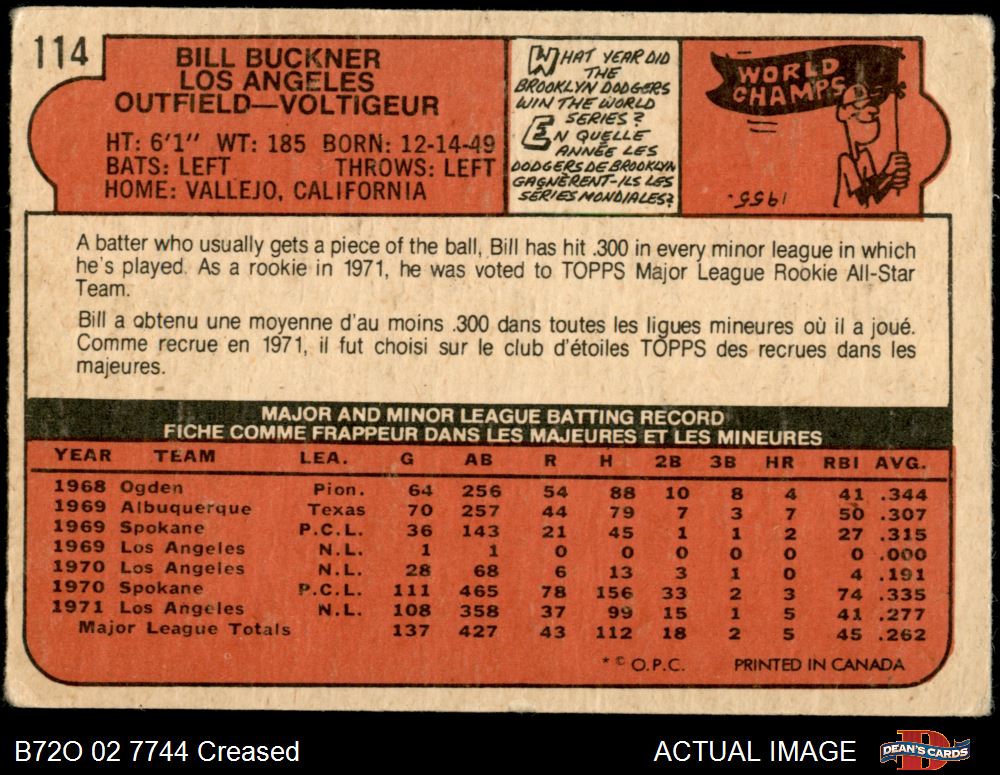 114
BILL BUCKNER
LOS ANGELES
OUTFIELD—VOLTIGEUR
HT: 6'1" WT: 185 BORN: 12-14-49
BATS: LEFT THROWS: LEFT
HOME: VALLEJO, CALIFORNIA
WHAT YEAR DID
THE
BROOKLYN DODGERS
WIN THE WORLD
SERIES?
EN QUELLE
ANNÉE LES
DODGERS DE BROOKLYN
GAGNÈRENT-ILS LES
SÉRIES MONDIALES?
WORLD
CHAMPS
1955.
A batter who usually gets a piece of the ball, Bill has hit .300 in every minor league in which
he's played. As a rookie in 1971, he was voted to TOPPS Major League Rookie All-Star
Team.
Bill a obtenu une moyenne d'au moins .300 dans toutes les ligues mineures où il a joué.
Comme recrue en 1971, il fut choisi sur le club d'étoiles TOPPS des recrues dans les
majeures.
MAJOR AND MINOR LEAGUE BATTING RECORD
FICHE COMME FRAPPEUR DANS LES MAJEURES ET LES MINEURES
YEAR TEAM LEA. G AB R H 2B 3B HR RBI AVG.
1968 Ogden Pion. 64 256 54 88 10 8 4 41 .344
1969 Albuquerque Texas 70 257 44 79 7 3 7 50 .307
1969 Spokane P.C.L. 36 143 21 45 1 1 2 27 .315
1969 Los Angeles N.L. 1 1 0 0 0 0 0 0 .000
1970 Los Angeles N.L. 28 68 6 13 3 1 0 4 .191
1970 Spokane P.C.L. 111 465 78 156 33 2 3 74 .335
1971 Los Angeles N.L. 108 358 37 99 15 1 5 41 .277
Major League Totals 137 427 43 112 18 2 5 45 .262
* © O.P.C. PRINTED IN CANADA
B72O 02 7744 Creased
ACTUAL IMAGE
DEAN'S CARDS